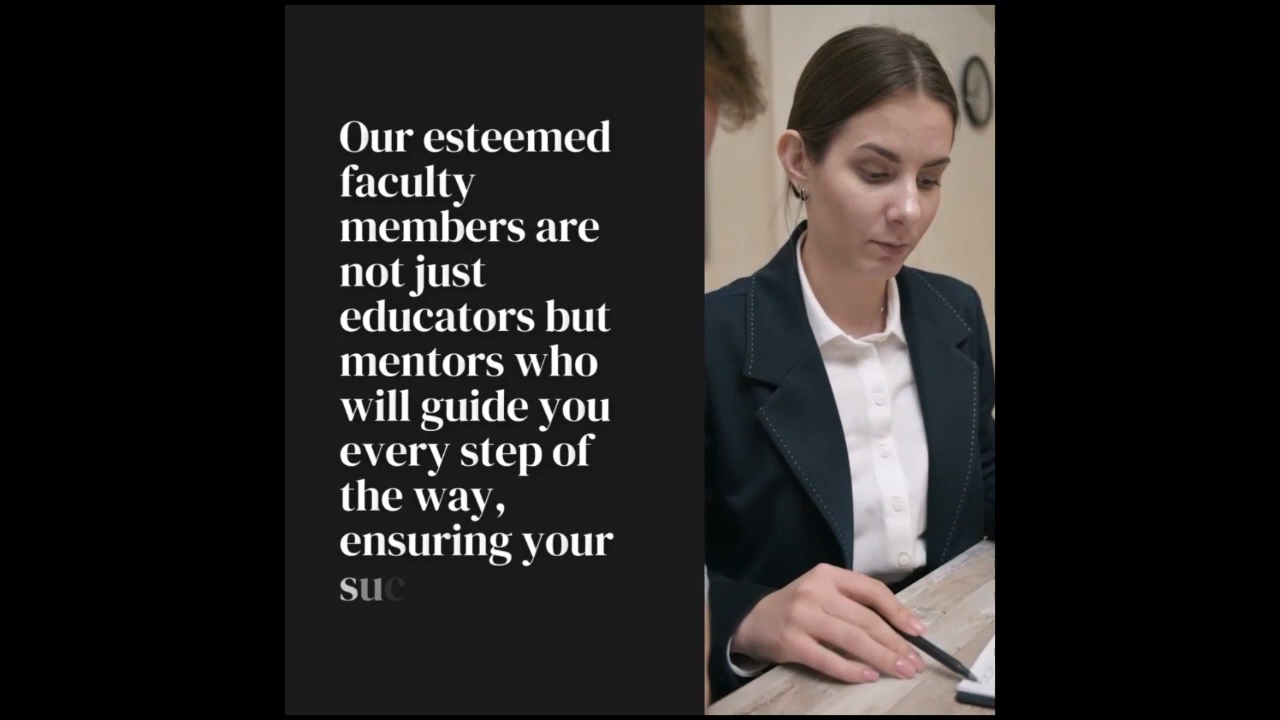 Our esteemed
faculty
members are
not just
educators but
mentors who
will guide you
every step of
the way,
ensuring your
suc